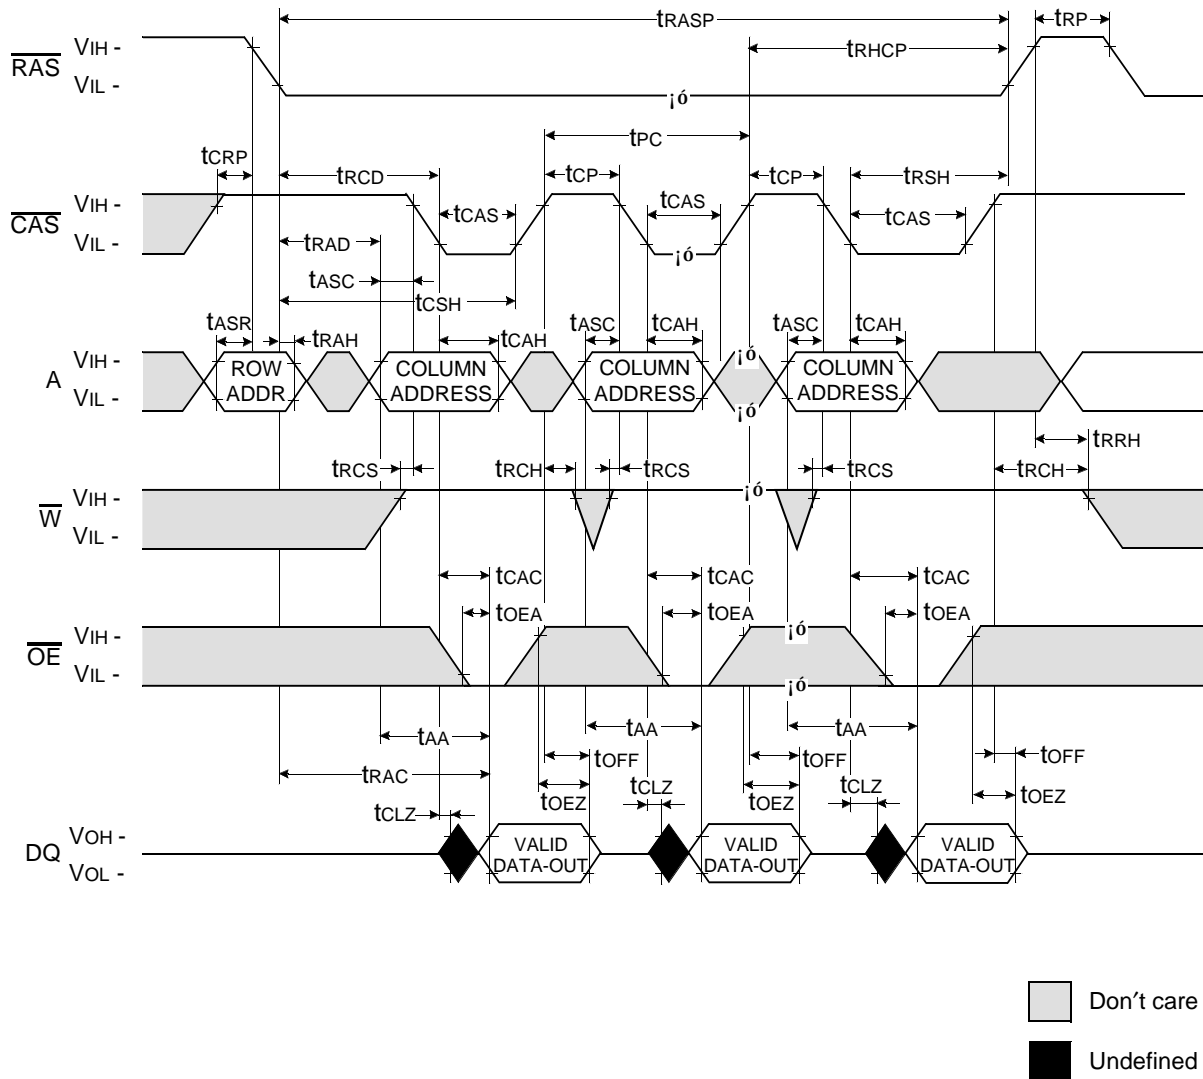 tRASP
tRP
VIH -
tRHCP
RAS
VIL -
¡ó
tPC
tCRP
tRCD
tCP
tCP
tRSH
VIH -
tCAS
tCAS
tCAS
CAS
VIL -
tRAD
¡ó
tASC
tCSH
tASR
tRAH
tCAH
tASC
tCAH
tASC
tCAH
VIH -
¡ó
A
ROW
ADDR
COLUMN
ADDRESS
COLUMN
ADDRESS
COLUMN
ADDRESS
VIL -
¡ó
tRRH
tRCS
tRCH
tRCS
tRCS
tRCH
VIH -
¡ó
W
VIL -
tCAC
tCAC
tCAC
tOEA
tOEA
tOEA
VIH -
¡ó
OE
VIL -
¡ó
tAA
tAA
tAA
tOFF
tOFF
tOFF
tRAC
tCLZ
tOEZ
tCLZ
tOEZ
tCLZ
tOEZ
VOH -
DQ
VALID
DATA-OUT
VALID
DATA-OUT
VALID
DATA-OUT
VOL -
Don′t care
Undefined